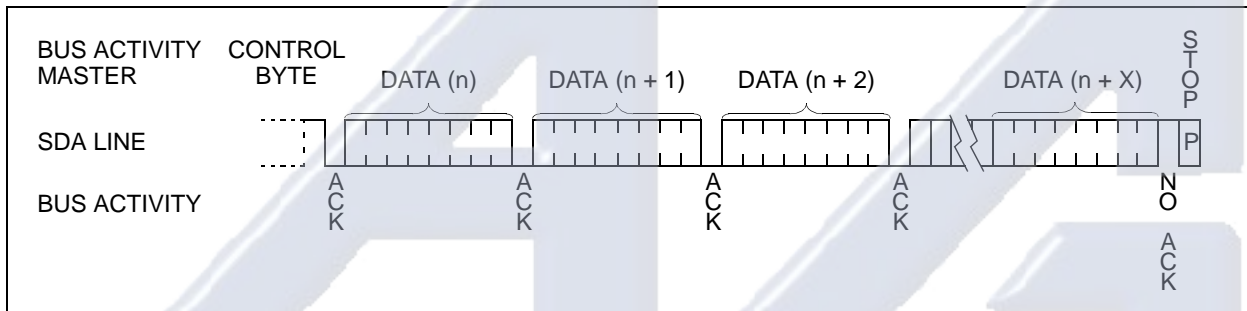 BUS ACTIVITY
MASTER
CONTROL
BYTE
DATA (n)
DATA (n + 1)
DATA (n + 2)
DATA (n + X)
STOP
SDA LINE
P
BUS ACTIVITY
ACK
ACK
ACK
ACK
NO ACK